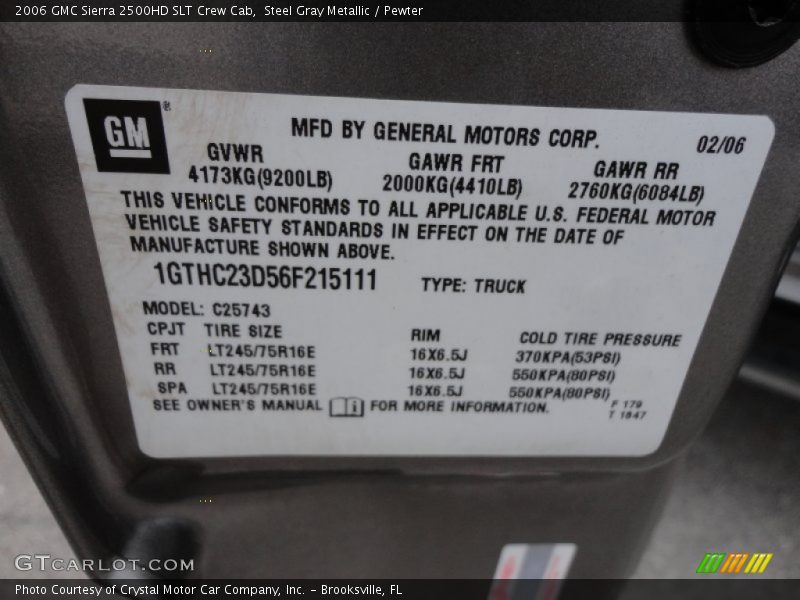 2006 GMC Sierra 2500HD SLT Crew Cab,  Steel Gray Metallic / Pewter
GM®
MFD BY GENERAL MOTORS CORP.
02/06
GVWR GAWR FRT GAWR RR
4173KG(9200LB) 2000KG(4410LB) 2760KG(6084LB)
THIS VEHICLE CONFORMS TO ALL APPLICABLE U.S. FEDERAL MOTOR
VEHICLE SAFETY STANDARDS IN EFFECT ON THE DATE OF
MANUFACTURE SHOWN ABOVE.
1GTHC23D56F215111 TYPE: TRUCK
MODEL: C25743
CPJT TIRE SIZE RIM COLD TIRE PRESSURE
FRT LT245/75R16E 16X6.5J 370KPA(53PSI)
RR LT245/75R16E 16X6.5J 550KPA(80PSI)
SPA LT245/75R16E 16X6.5J 550KPA(80PSI)
SEE OWNER'S MANUAL i FOR MORE INFORMATION.
F 179
T 1847
GTCARLOT.COM
Photo Courtesy of Crystal Motor Car Company, Inc. – Brooksville, FL